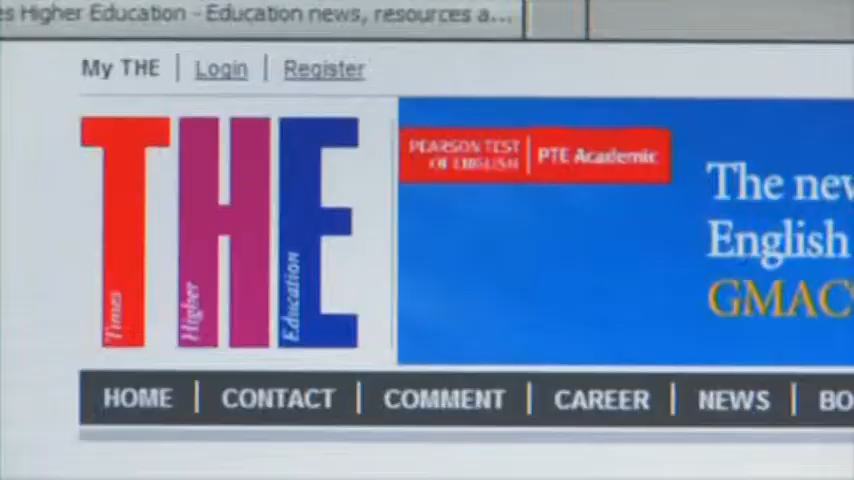 es Higher Education - Education news, resources a...
My THE | Login | Register
THE
Times
Higher
Education
PEARSON TEST
OF ENGLISH
PTE Academic
The new
English
GMAC
HOME | CONTACT | COMMENT | CAREER | NEWS | BO